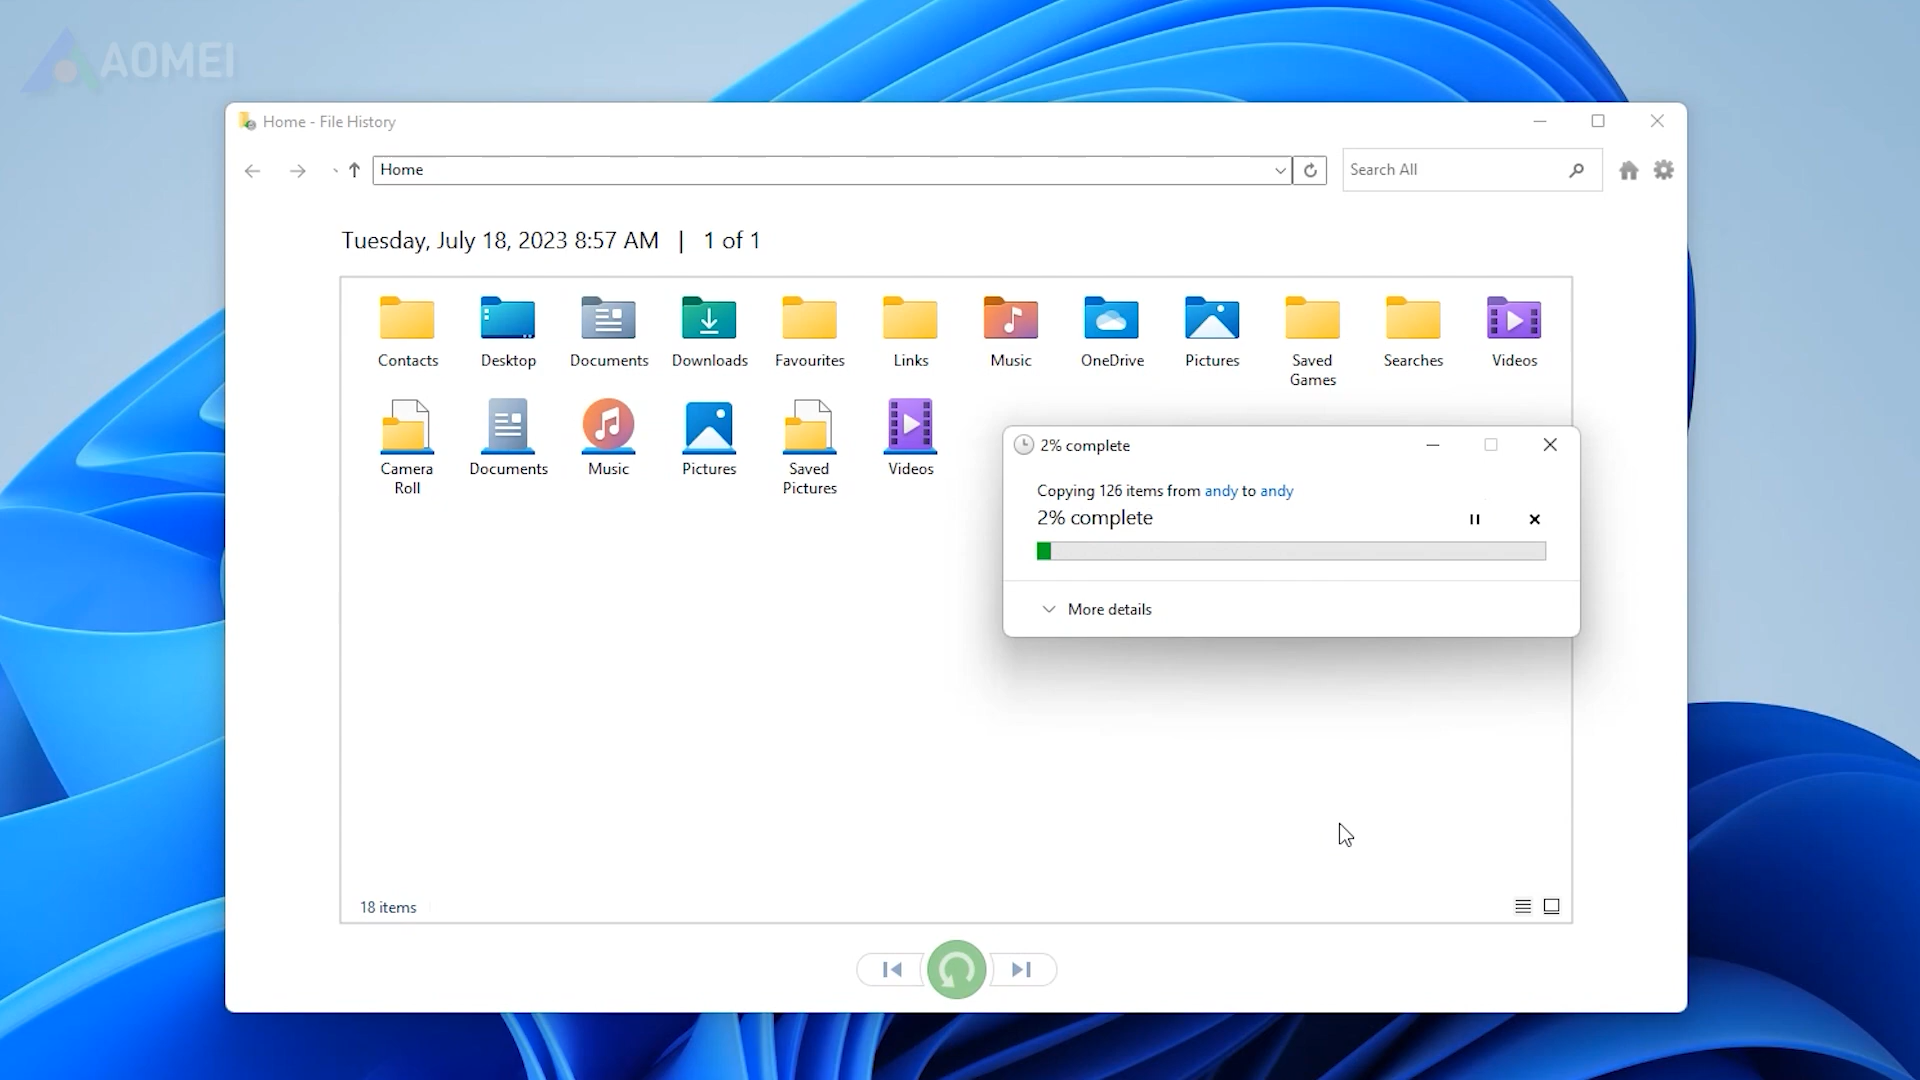 AOMEI
Home - File History
Home
Search All
Tuesday, July 18, 2023 8:57 AM | 1 of 1
Contacts
Desktop
Documents
Downloads
Favourites
Links
Music
OneDrive
Pictures
Saved
Games
Searches
Videos
Camera
Roll
Documents
Music
Pictures
Saved
Pictures
Videos
2% complete
Copying 126 items from andy to andy
2% complete
More details
18 items